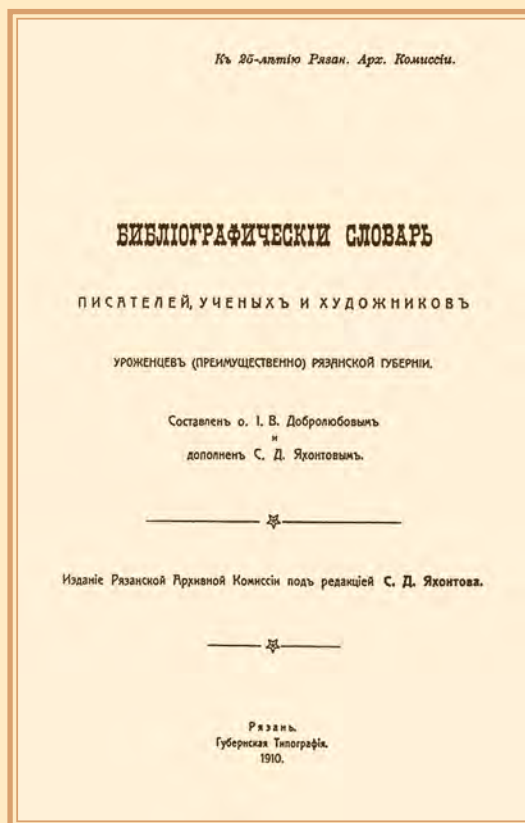 Къ 25-лѣтію Рязан. Арх. Комиссіи.
БИБЛІОГРАФИЧЕСКІИ СЛОВАРЬ
ПИСАТЕЛЕЙ, УЧЕНЫХЪ И ХУДОЖНИКОВЪ
УРОЖЕНЦЕВЪ (ПРЕИМУЩЕСТВЕННО) РЯЗАНСКОЙ ГУБЕРНІИ.
Составленъ о. І. В. Добролюбовымъ
и
дополненъ С. Д. Яхонтовымъ.
Изданіе Рязанской Архивной Комиссіи подъ редакціей С. Д. Яхонтова.
Рязань.
Губернская Типографія.
1910.